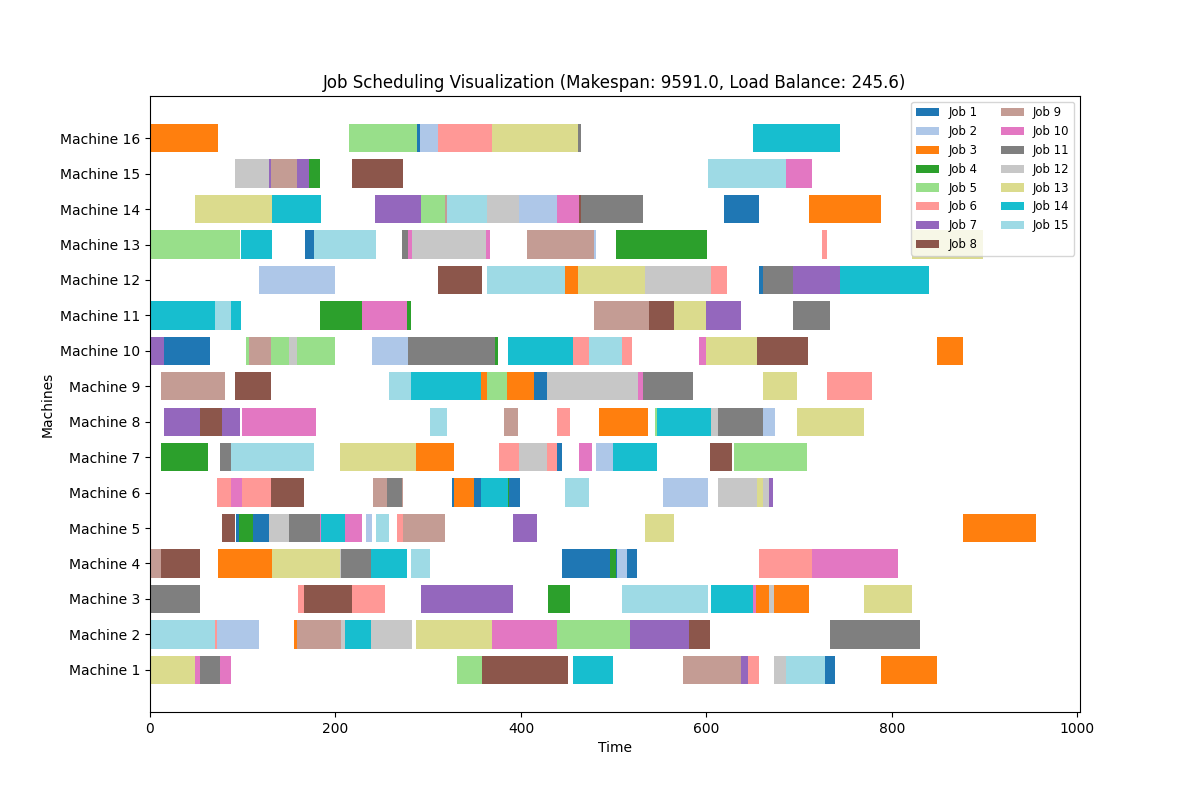 Job Scheduling Visualization (Makespan: 9591.0, Load Balance: 245.6)
Machine 16
Machine 15
Machine 14
Machine 13
Machine 12
Machine 11
Machine 10
Machine 9
Machine 8
Machine 7
Machine 6
Machine 5
Machine 4
Machine 3
Machine 2
Machine 1
Machines
Job 1
Job 2
Job 3
Job 4
Job 5
Job 6
Job 7
Job 8
Job 9
Job 10
Job 11
Job 12
Job 13
Job 14
Job 15
0 200 400 600 800 1000
Time